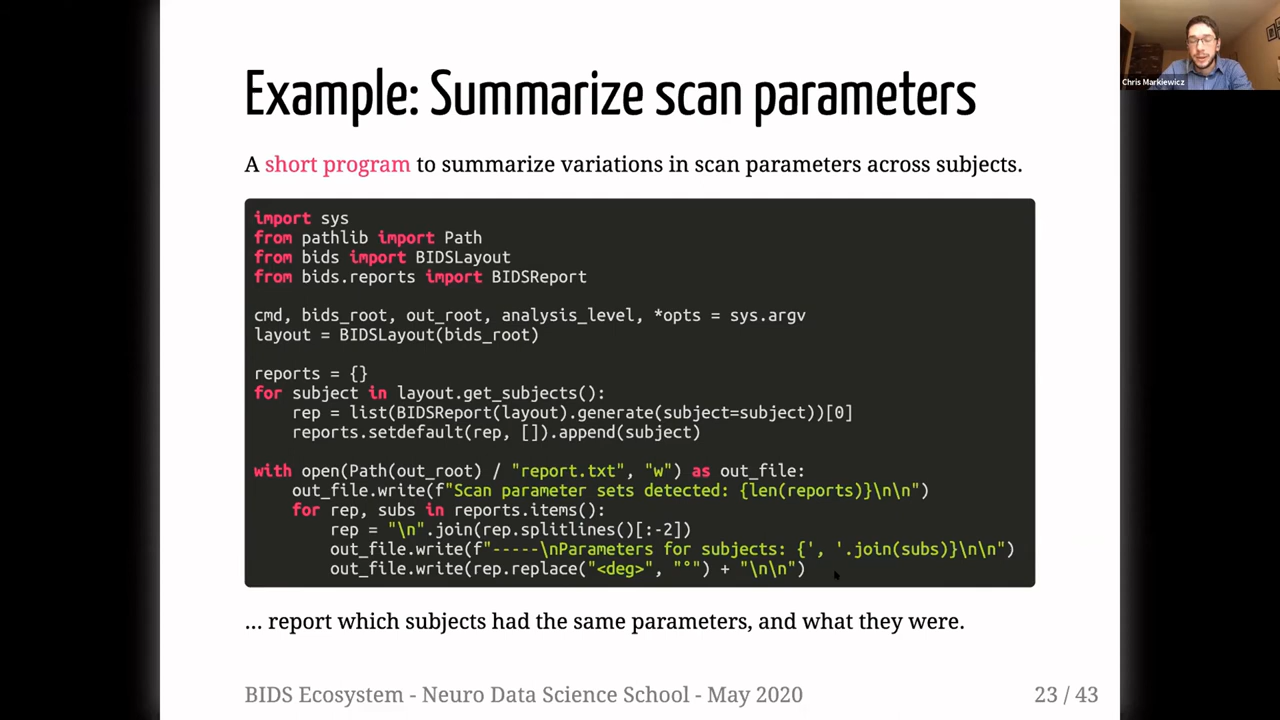 Example: Summarize scan parameters
Chris Markiewicz
A short program to summarize variations in scan parameters across subjects.
import sys
from pathlib import Path
from bids import BIDSLayout
from bids.reports import BIDSReport
cmd, bids_root, out_root, analysis_level, *opts = sys.argv
layout = BIDSLayout(bids_root)
reports = {}
for subject in layout.get_subjects():
    rep = list(BIDSReport(layout).generate(subject=subject))[0]
    reports.setdefault(rep, []).append(subject)
with open(Path(out_root) / "report.txt", "w") as out_file:
    out_file.write(f"Scan parameter sets detected: {len(reports)}\n\n")
    for rep, subs in reports.items():
        rep = "\n".join(rep.splitlines()[:-2])
        out_file.write(f"-----\nParameters for subjects: {', '.join(subs)}\n\n")
        out_file.write(rep.replace("<deg>", "°") + "\n\n")
... report which subjects had the same parameters, and what they were.
BIDS Ecosystem - Neuro Data Science School - May 2020
23 / 43